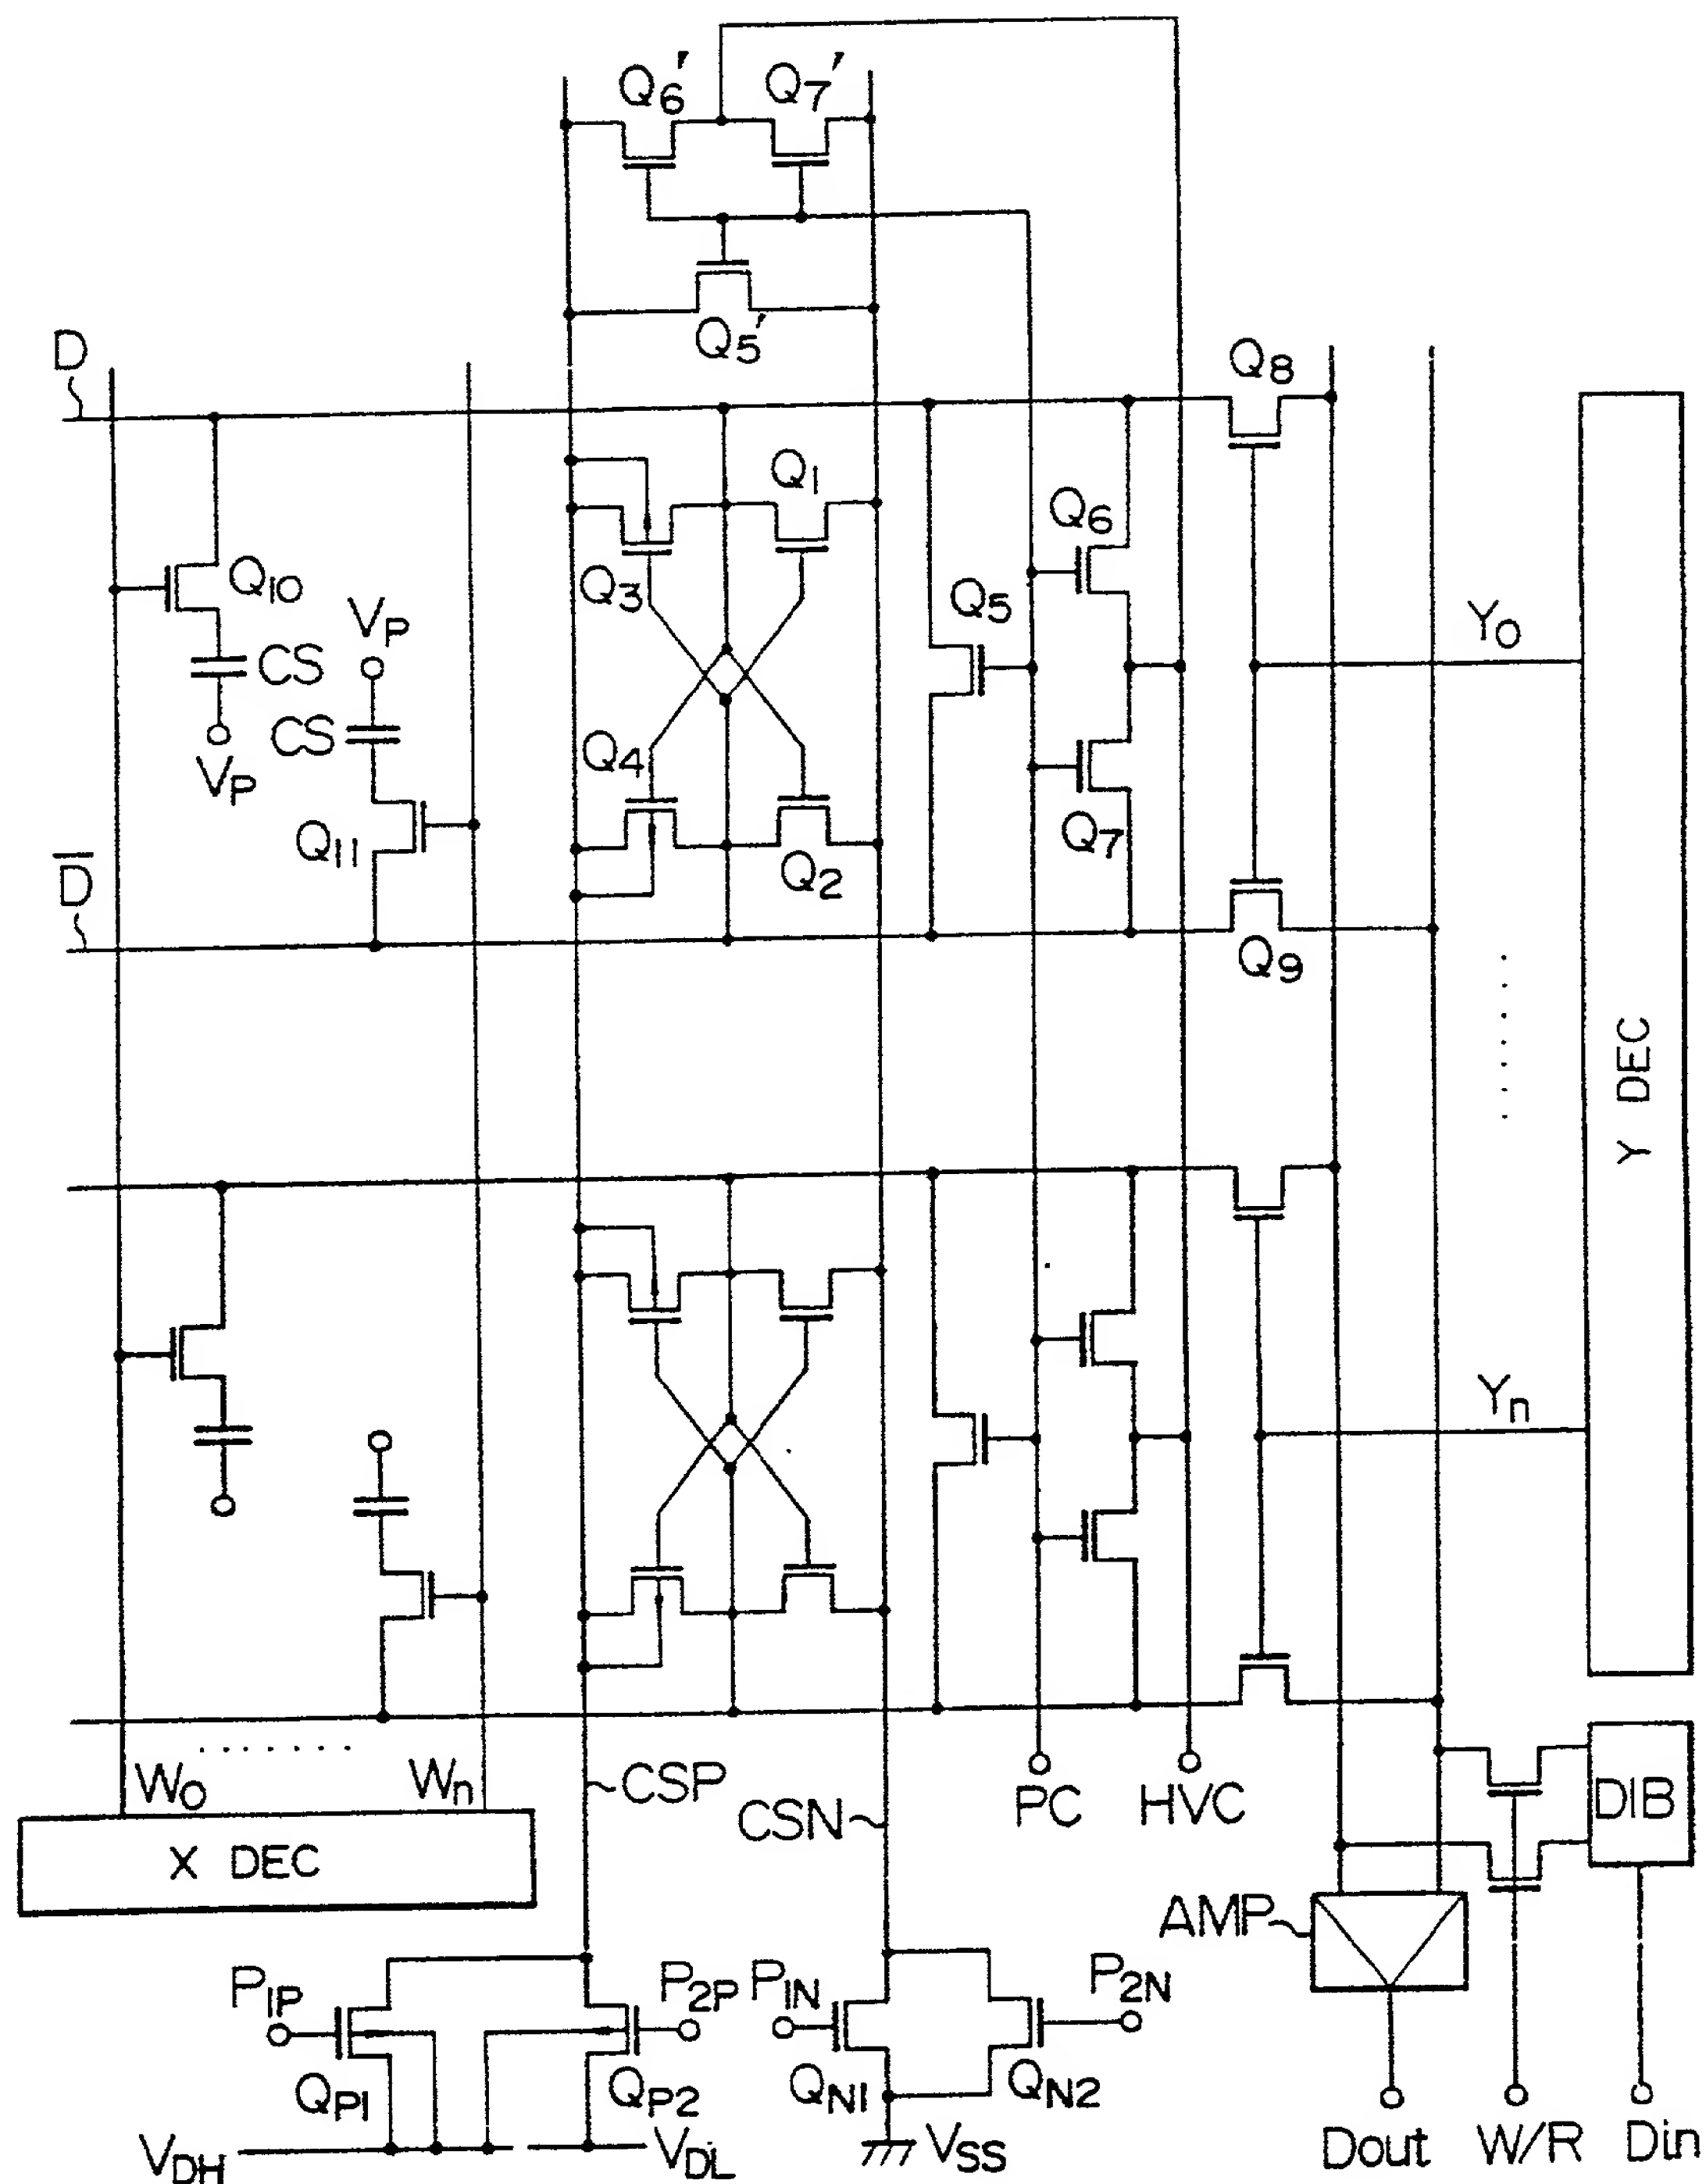 Q6' Q7'
Q5'
D
Q8
Q1
Q6
Q10
Q3
Q5
VP
Y0
CS
CS
VP
Q4
Q11
Q7
Q2
D̅
Q9
Y DEC
Yn
W0 Wn
CSP
PC HVC
CSN
DIB
X DEC
AMP
P1P P2P P1N P2N
QP1 QP2 QN1 QN2
VDH VDL VSS
Dout W/R Din